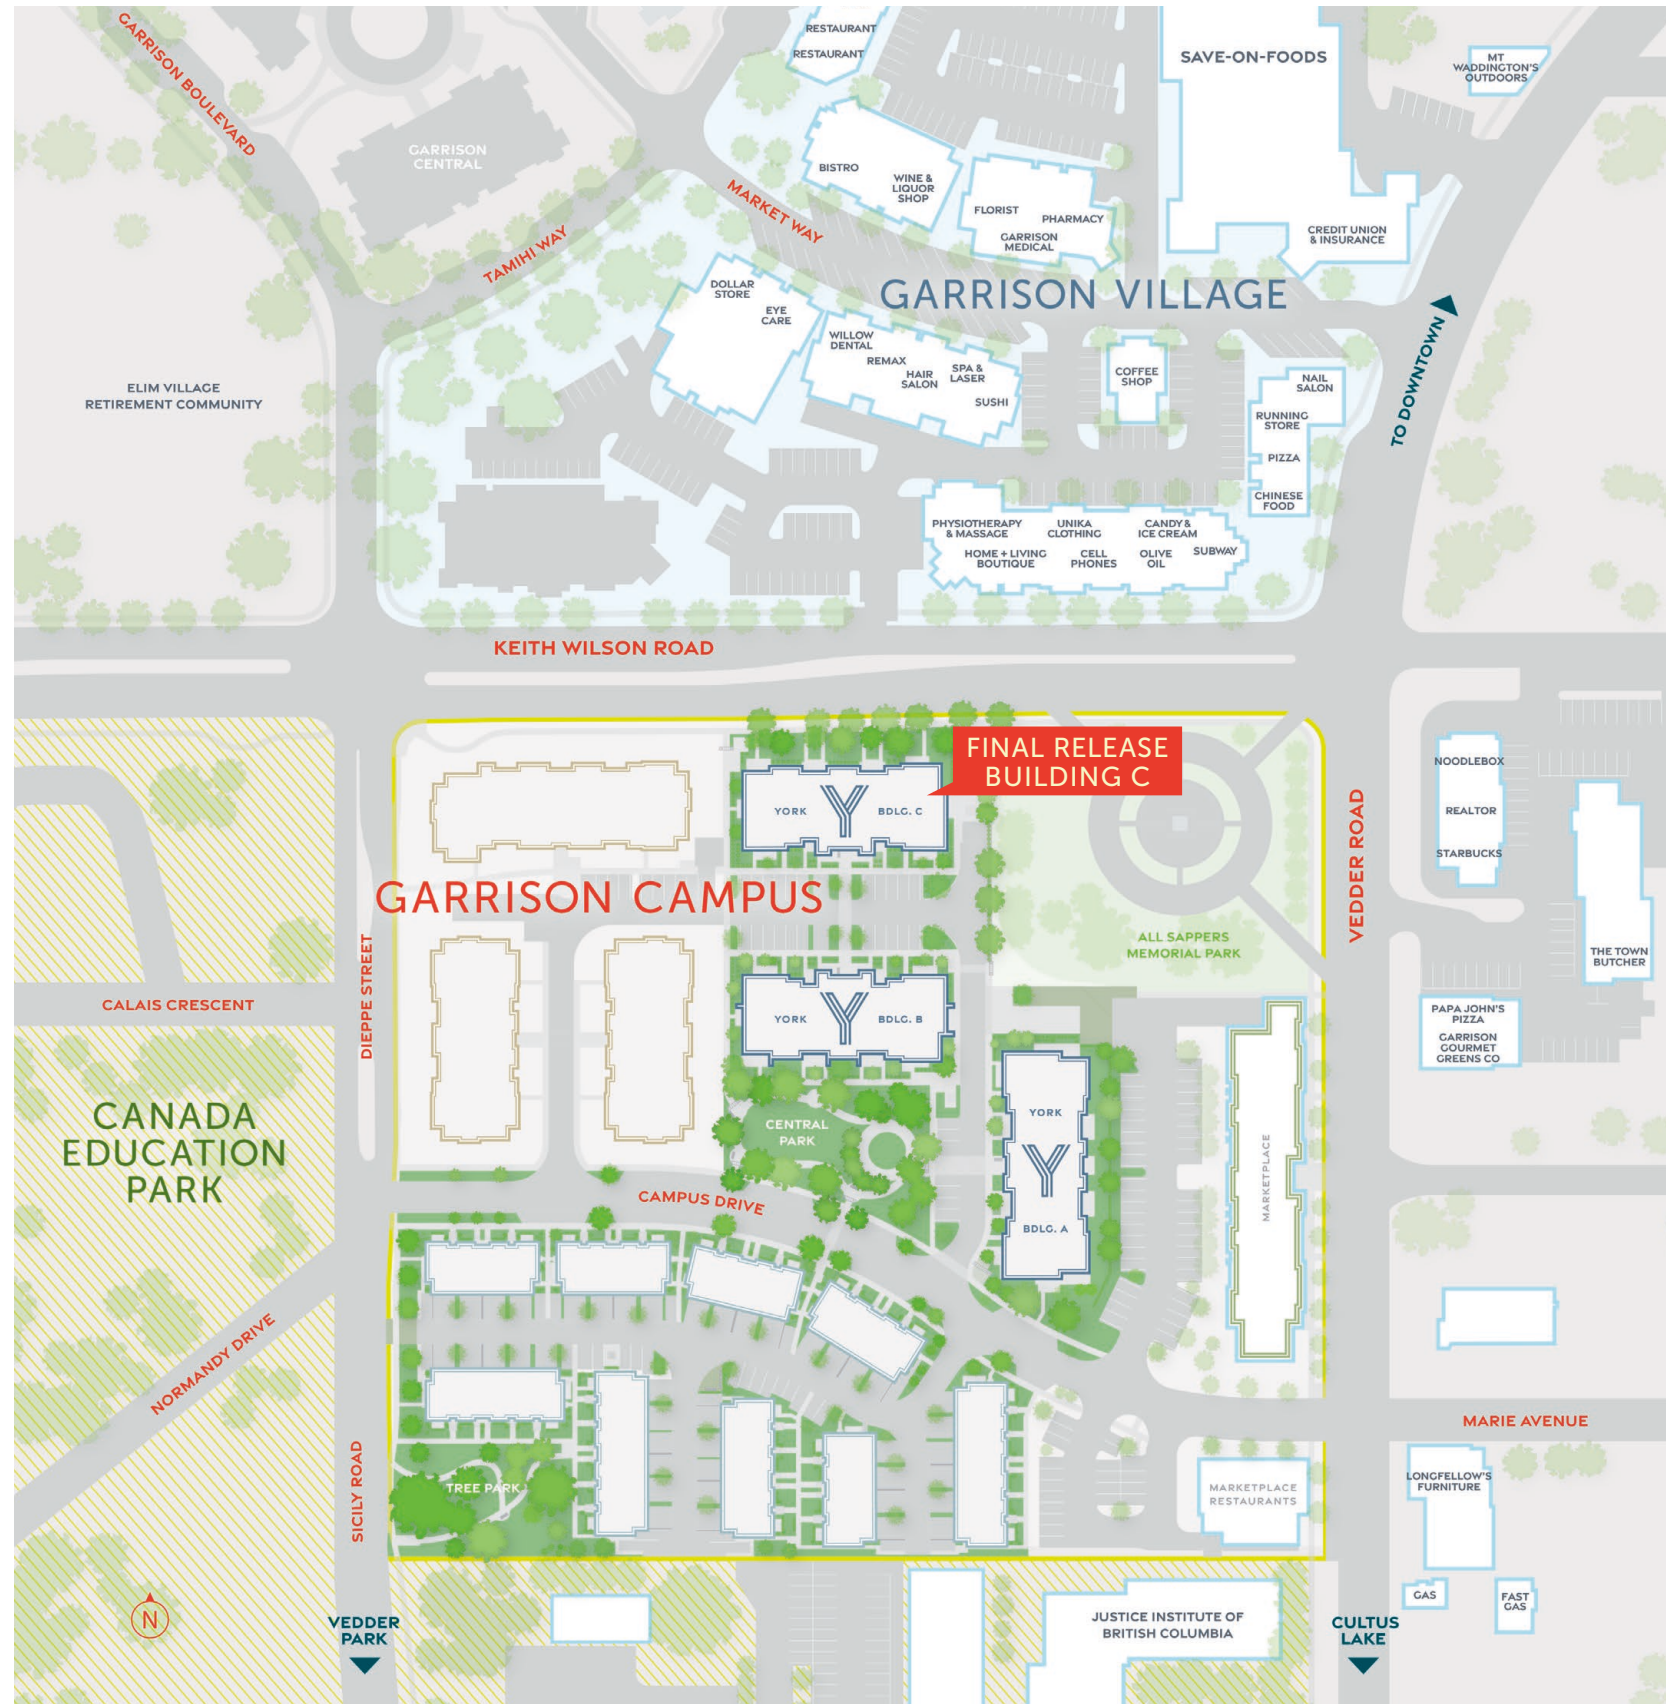 GARRISON BOULEVARD
RESTAURANT
RESTAURANT
SAVE-ON-FOODS
MT
WADDINGTON'S
OUTDOORS
GARRISON
CENTRAL
BISTRO
WINE &
LIQUOR
SHOP
MARKET WAY
FLORIST
PHARMACY
GARRISON
MEDICAL
CREDIT UNION
& INSURANCE
TAMIHI WAY
DOLLAR
STORE
EYE
CARE
GARRISON VILLAGE
WILLOW
DENTAL
REMAX
HAIR
SALON
SPA &
LASER
SUSHI
COFFEE
SHOP
NAIL
SALON
RUNNING
STORE
PIZZA
CHINESE
FOOD
TO DOWNTOWN
ELIM VILLAGE
RETIREMENT COMMUNITY
PHYSIOTHERAPY
& MASSAGE
UNIKA
CLOTHING
CANDY &
ICE CREAM
HOME + LIVING
BOUTIQUE
CELL
PHONES
OLIVE
OIL
SUBWAY
KEITH WILSON ROAD
FINAL RELEASE
BUILDING C
YORK
Y
BDLG. C
NOODLEBOX
REALTOR
STARBUCKS
VEDDER ROAD
GARRISON CAMPUS
ALL SAPPERS
MEMORIAL PARK
THE TOWN
BUTCHER
DIEPPE STREET
CALAIS CRESCENT
YORK
Y
BDLG. B
PAPA JOHN'S
PIZZA
GARRISON
GOURMET
GREENS CO
CANADA
EDUCATION
PARK
CENTRAL
PARK
YORK
Y
BDLG. A
MARKETPLACE
CAMPUS DRIVE
NORMANDY DRIVE
MARIE AVENUE
SICILY ROAD
TREE PARK
MARKETPLACE
RESTAURANTS
LONGFELLOW'S
FURNITURE
N
VEDDER
PARK
JUSTICE INSTITUTE OF
BRITISH COLUMBIA
CULTUS
LAKE
GAS
FAST
GAS